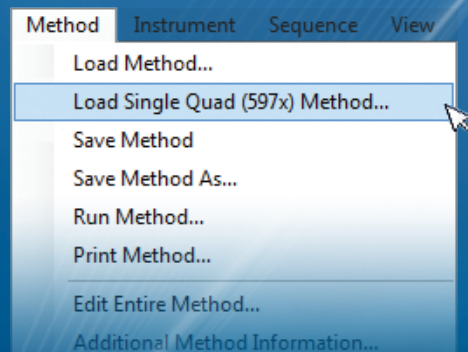 Method Instrument Sequence View
Load Method...
Load Single Quad (597x) Method...
Save Method
Save Method As...
Run Method...
Print Method...
Edit Entire Method...
Additional Method Information...